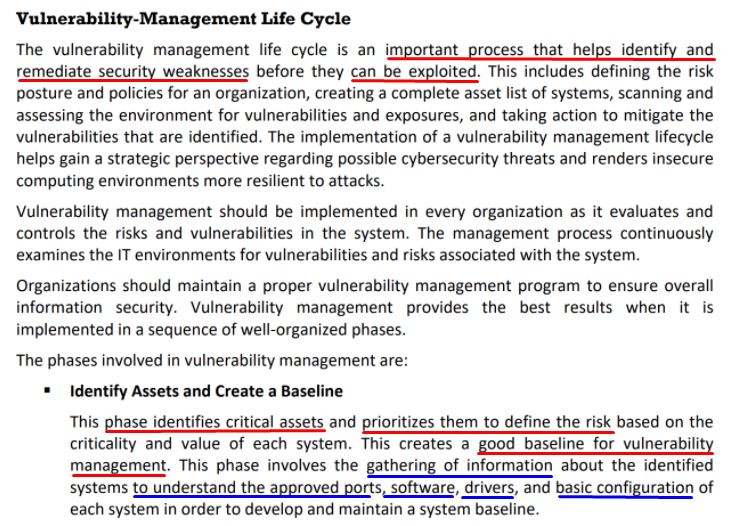 Vulnerability-Management Life Cycle
The vulnerability management life cycle is an important process that helps identify and
remediate security weaknesses before they can be exploited. This includes defining the risk
posture and policies for an organization, creating a complete asset list of systems, scanning and
assessing the environment for vulnerabilities and exposures, and taking action to mitigate the
vulnerabilities that are identified. The implementation of a vulnerability management lifecycle
helps gain a strategic perspective regarding possible cybersecurity threats and renders insecure
computing environments more resilient to attacks.
Vulnerability management should be implemented in every organization as it evaluates and
controls the risks and vulnerabilities in the system. The management process continuously
examines the IT environments for vulnerabilities and risks associated with the system.
Organizations should maintain a proper vulnerability management program to ensure overall
information security. Vulnerability management provides the best results when it is
implemented in a sequence of well-organized phases.
The phases involved in vulnerability management are:
▪ Identify Assets and Create a Baseline
This phase identifies critical assets and prioritizes them to define the risk based on the
criticality and value of each system. This creates a good baseline for vulnerability
management. This phase involves the gathering of information about the identified
systems to understand the approved ports, software, drivers, and basic configuration of
each system in order to develop and maintain a system baseline.